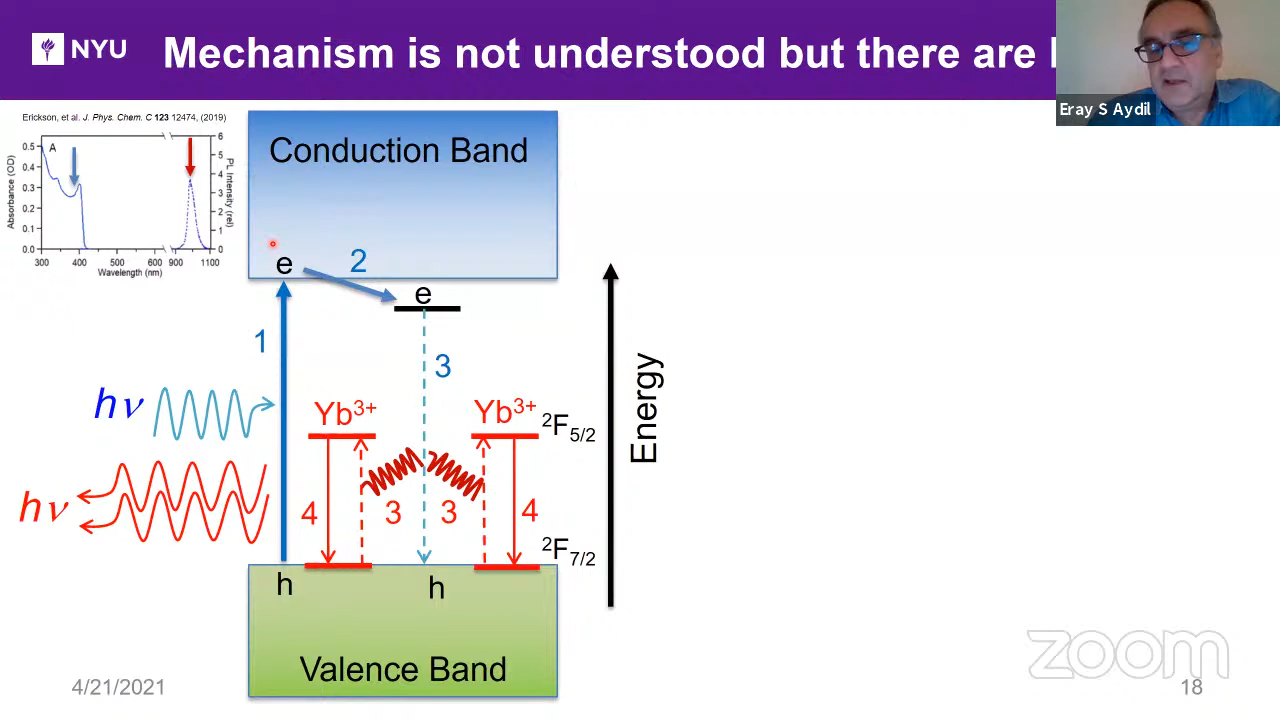 NYU
Mechanism is not understood but there are
Eray S Aydil
Erickson, et al. J. Phys. Chem. C 123 12474, (2019)
A
Absorbance (OD)
0.5
0.4
0.3
0.2
0.1
0.0
300 400 500 600 900 1100
Wavelength (nm)
6
5
4
3
2
1
0
PL Intensity (rel)
Conduction Band
e
2
e
1
3
hν
Yb³⁺
Yb³⁺
²F₅/₂
Energy
hν
4
3
3
4
²F₇/₂
h
h
Valence Band
4/21/2021
zoom
18